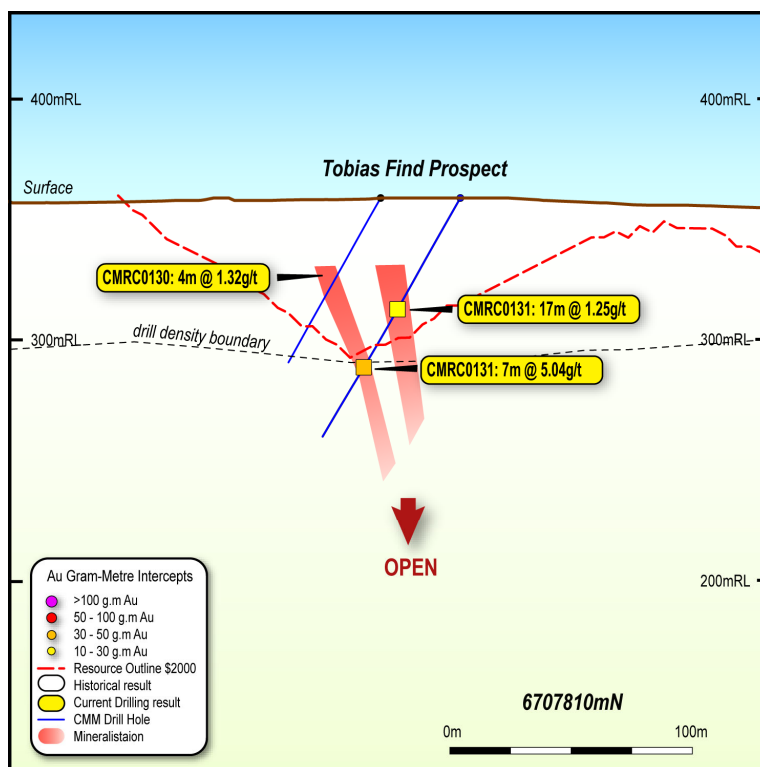 400mRL
400mRL
Tobias Find Prospect
Surface
CMRC0130: 4m @ 1.32g/t
CMRC0131: 17m @ 1.25g/t
drill density boundary
300mRL
300mRL
CMRC0131: 7m @ 5.04g/t
OPEN
200mRL
200mRL
Au Gram-Metre Intercepts
>100 g.m Au
50 - 100 g.m Au
30 - 50 g.m Au
10 - 30 g.m Au
Resource Outline $2000
Historical result
Current Drilling result
CMM Drill Hole
Mineralistaion
6707810mN
0m
100m